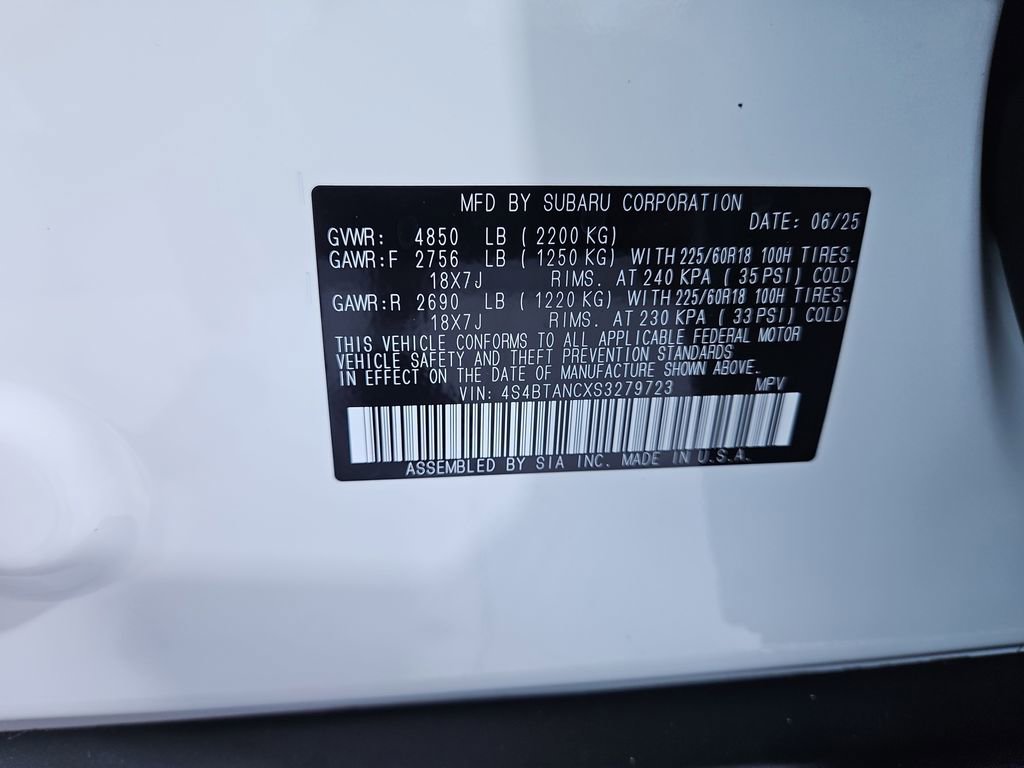 MFD BY SUBARU CORPORATION
DATE: 06/25
GVWR: 4850 LB ( 2200 KG)
GAWR:F 2756 LB ( 1250 KG) WITH 225/60R18 100H TIRES.
18X7J RIMS. AT 240 KPA ( 35 PSI) COLD
GAWR:R 2690 LB ( 1220 KG) WITH 225/60R18 100H TIRES.
18X7J RIMS. AT 230 KPA ( 33 PSI) COLD
THIS VEHICLE CONFORMS TO ALL APPLICABLE FEDERAL MOTOR
VEHICLE SAFETY AND THEFT PREVENTION STANDARDS
IN EFFECT ON THE DATE OF MANUFACTURE SHOWN ABOVE.
VIN: 4S4BTANCXS3279723 MPV
ASSEMBLED BY SIA INC. MADE IN U.S.A.